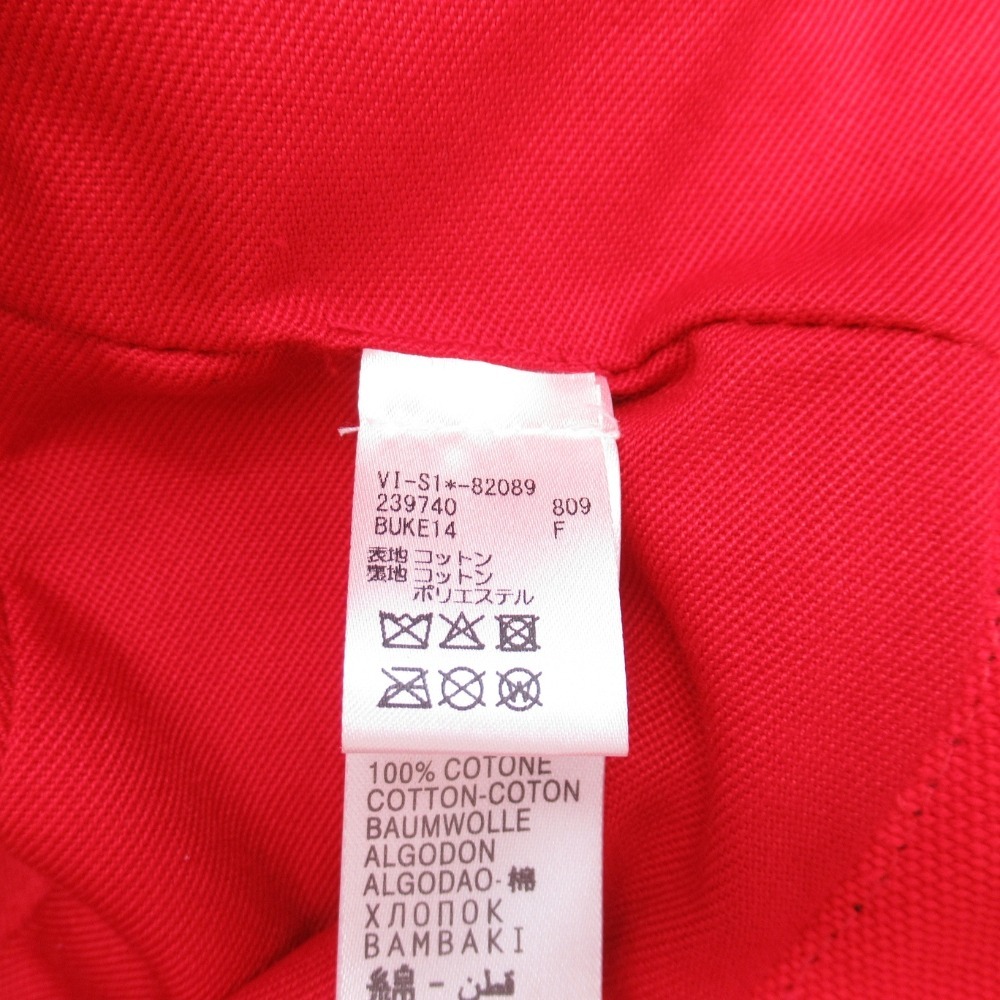 VI-S1*-82089
239740 809
BUKE14 F
表地 コットン
裏地 コットン
ポリエステル
W
100% COTONE
COTTON-COTON
BAUMWOLLE
ALGODON
ALGODAO-棉
ХЛОПОК
BAMBAKI
綿 - قطن